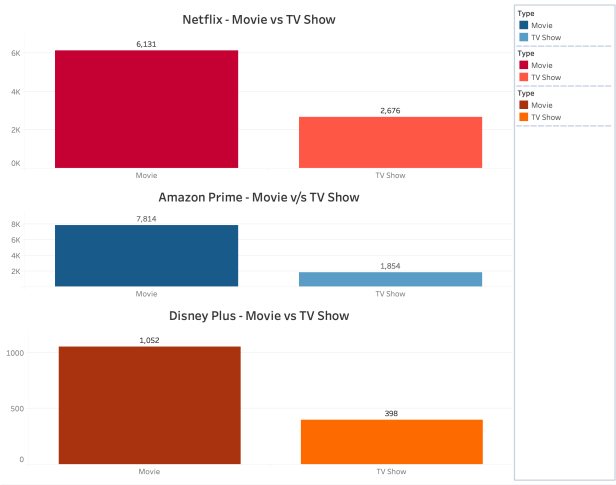 Netflix - Movie vs TV Show
6,131
2,676
6K
4K
2K
0K
Movie
TV Show
Amazon Prime - Movie v/s TV Show
7,814
1,854
8K
6K
4K
2K
Movie
TV Show
Disney Plus - Movie vs TV Show
1,052
398
1000
500
0
Movie
TV Show
Type
Movie
TV Show
Type
Movie
TV Show
Type
Movie
TV Show